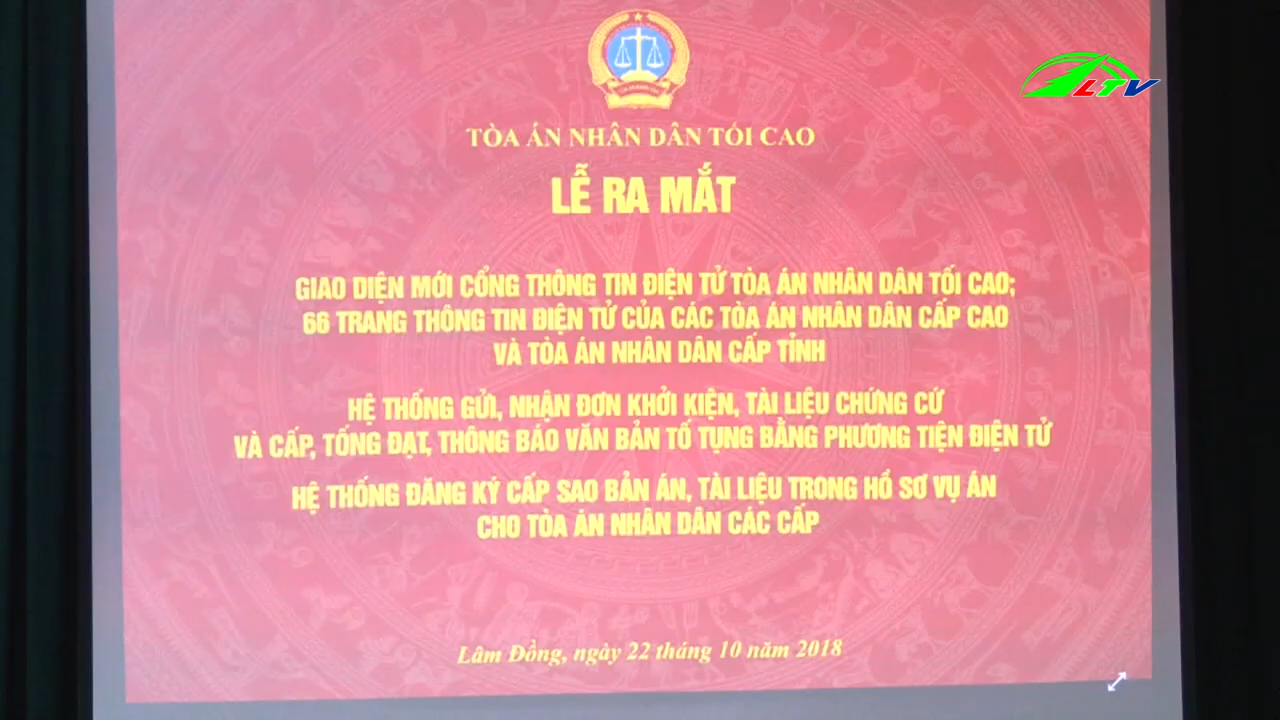 LTV
TÒA ÁN NHÂN DÂN TỐI CAO
LỄ RA MẮT
GIAO DIỆN MỚI CỔNG THÔNG TIN ĐIỆN TỬ TÒA ÁN NHÂN DÂN TỐI CAO;
66 TRANG THÔNG TIN ĐIỆN TỬ CỦA CÁC TÒA ÁN NHÂN DÂN CẤP CAO
VÀ TÒA ÁN NHÂN DÂN CẤP TỈNH
HỆ THỐNG GỬI, NHẬN ĐƠN KHỞI KIỆN, TÀI LIỆU CHỨNG CỨ
VÀ CẤP, TỐNG ĐẠT, THÔNG BÁO VĂN BẢN TỐ TỤNG BẰNG PHƯƠNG TIỆN ĐIỆN TỬ
HỆ THỐNG ĐĂNG KÝ CẤP SAO BẢN ÁN, TÀI LIỆU TRONG HỒ SƠ VỤ ÁN
CHO TÒA ÁN NHÂN DÂN CÁC CẤP
Lâm Đồng, ngày 22 tháng 10 năm 2018